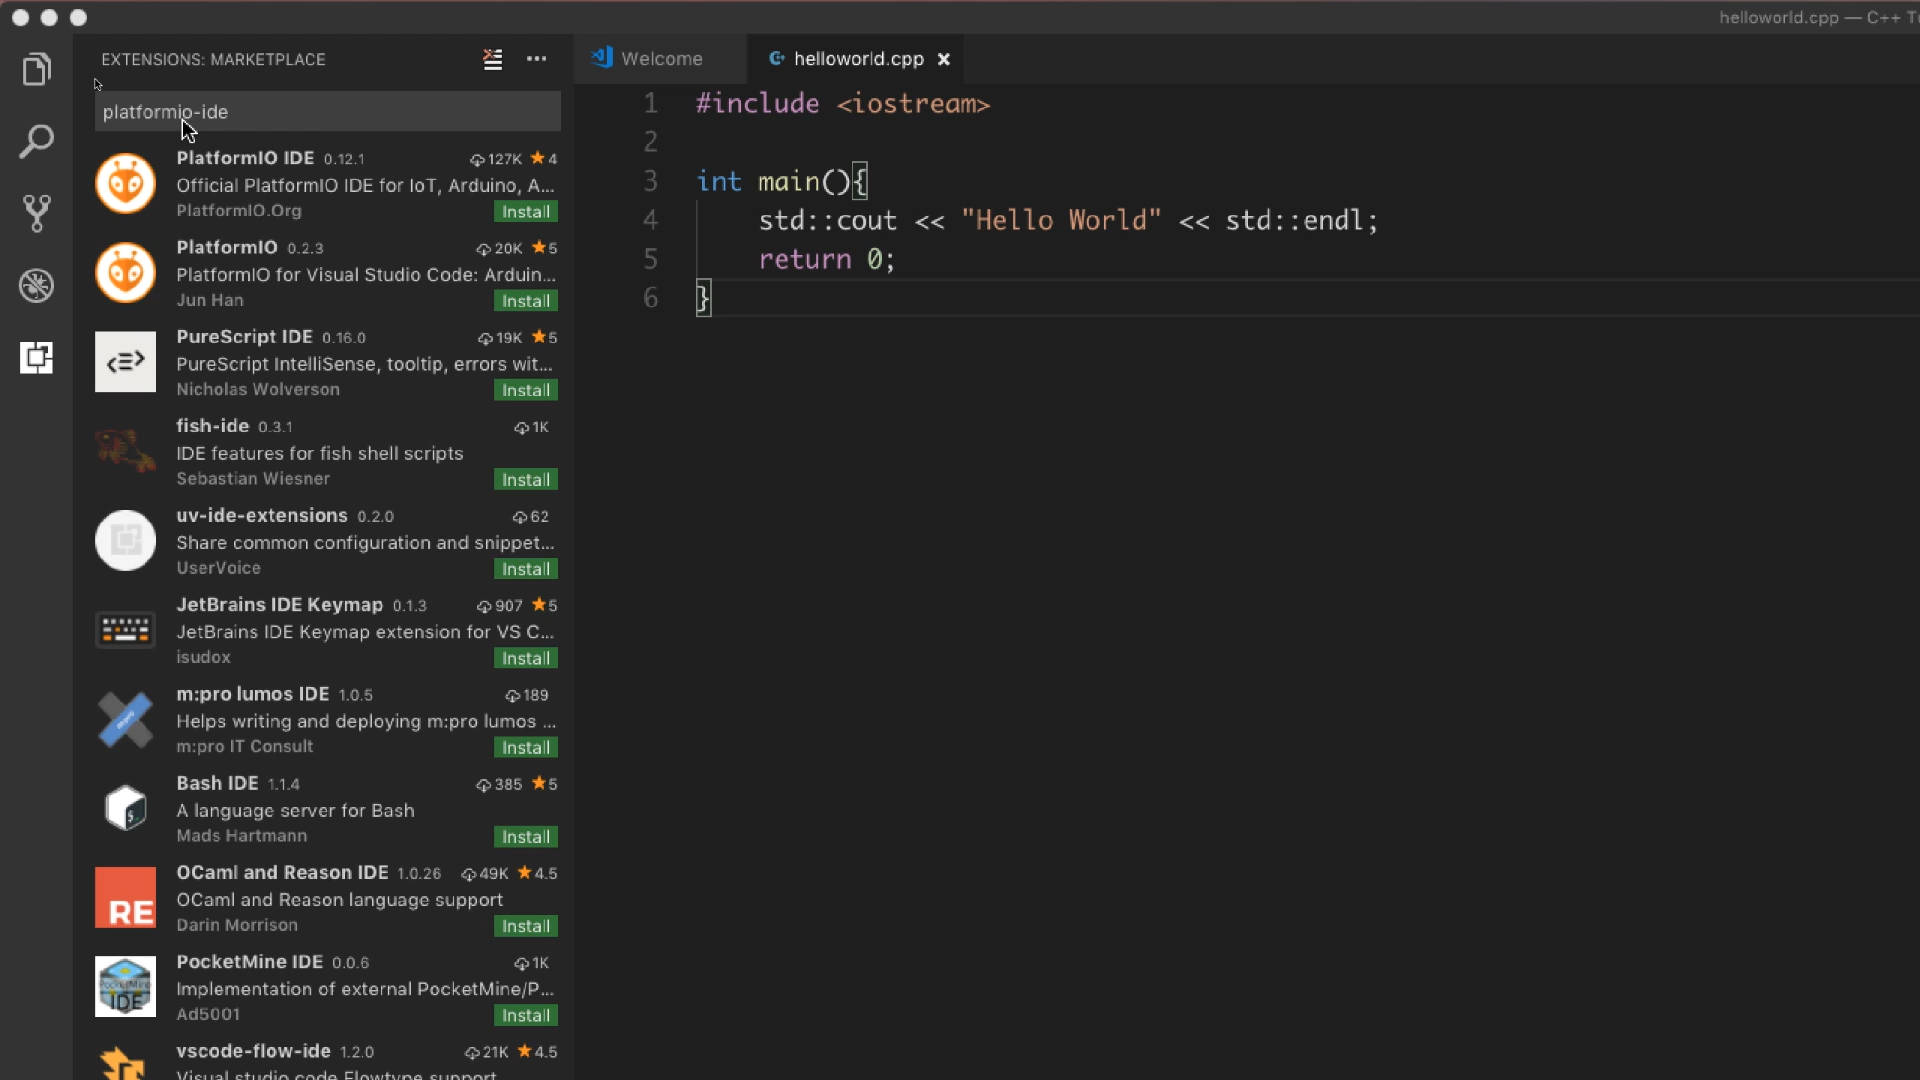 helloworld.cpp — C++ Tu
EXTENSIONS: MARKETPLACE
platformio-ide
PlatformIO IDE 0.12.1 127K ★4
Official PlatformIO IDE for IoT, Arduino, A...
PlatformIO.Org Install
PlatformIO 0.2.3 20K ★5
PlatformIO for Visual Studio Code: Arduin...
Jun Han Install
PureScript IDE 0.16.0 19K ★5
PureScript IntelliSense, tooltip, errors wit...
Nicholas Wolverson Install
fish-ide 0.3.1 1K
IDE features for fish shell scripts
Sebastian Wiesner Install
uv-ide-extensions 0.2.0 62
Share common configuration and snippet...
UserVoice Install
JetBrains IDE Keymap 0.1.3 907 ★5
JetBrains IDE Keymap extension for VS C...
isudox Install
m:pro lumos IDE 1.0.5 189
Helps writing and deploying m:pro lumos ...
m:pro IT Consult Install
Bash IDE 1.1.4 385 ★5
A language server for Bash
Mads Hartmann Install
RE
OCaml and Reason IDE 1.0.26 49K ★4.5
OCaml and Reason language support
Darin Morrison Install
PocketMine
IDE
PocketMine IDE 0.0.6 1K
Implementation of external PocketMine/P...
Ad5001 Install
vscode-flow-ide 1.2.0 21K ★4.5
Visual studio code Flowtype support
Welcome
helloworld.cpp
1 #include <iostream>
2
3 int main(){
4 std::cout << "Hello World" << std::endl;
5 return 0;
6 }